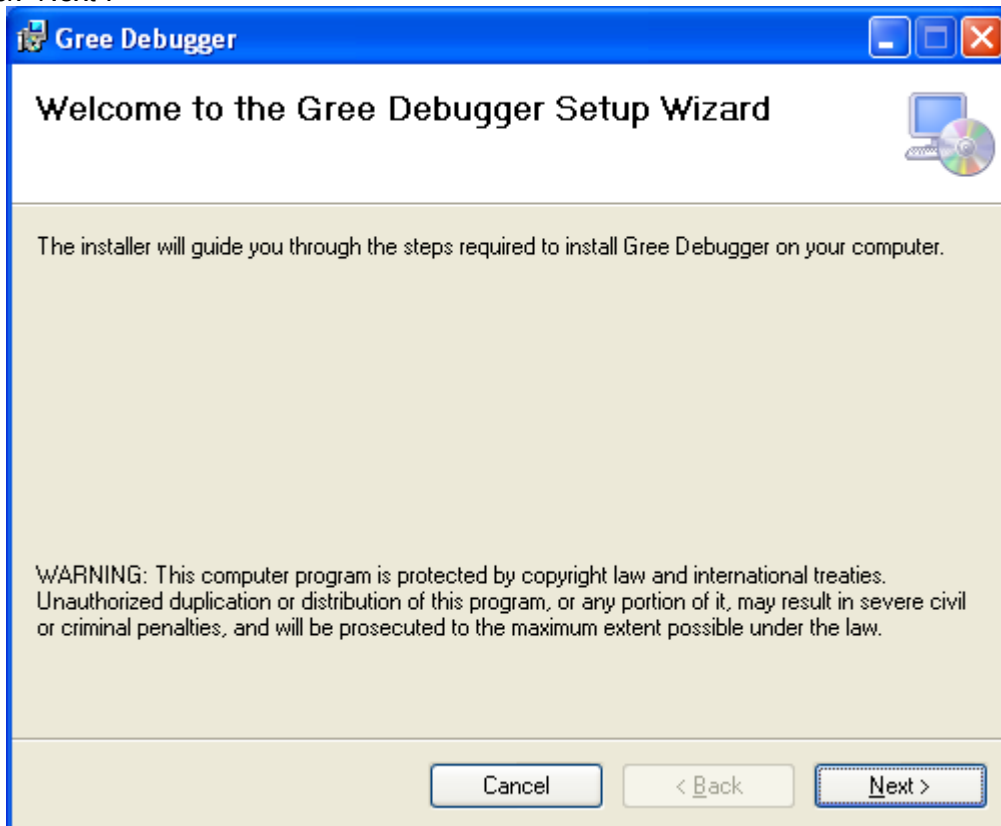 Gree Debugger
Welcome to the Gree Debugger Setup Wizard
The installer will guide you through the steps required to install Gree Debugger on your computer.
WARNING: This computer program is protected by copyright law and international treaties.
Unauthorized duplication or distribution of this program, or any portion of it, may result in severe civil
or criminal penalties, and will be prosecuted to the maximum extent possible under the law.
Cancel < Back Next >